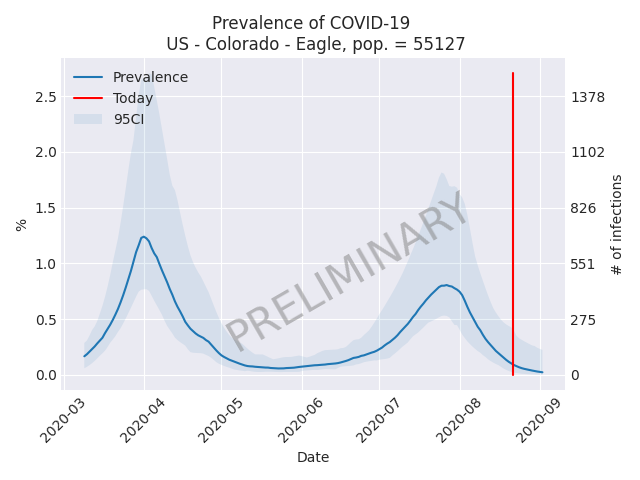 Prevalence of COVID-19
US - Colorado - Eagle, pop. = 55127
Prevalence
Today
95CI
PRELIMINARY
%
2.5
2.0
1.5
1.0
0.5
0.0
1378
1102
826
551
275
0
# of infections
2020-03
2020-04
2020-05
2020-06
2020-07
2020-08
2020-09
Date